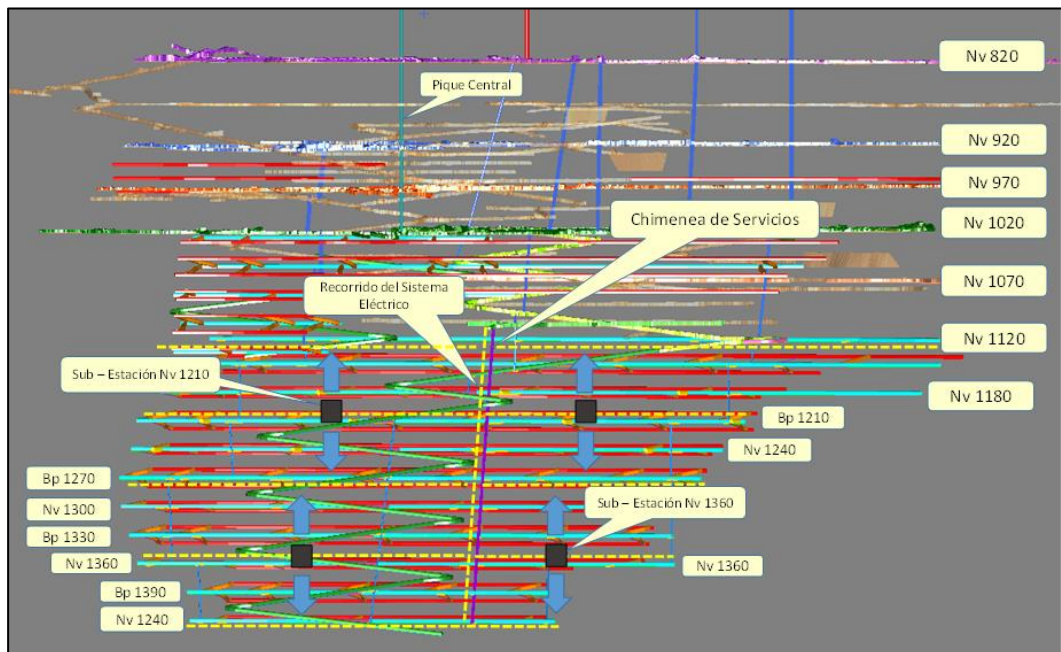 Nv 820
Pique Central
Nv 920
Nv 970
Chimenea de Servicios
Nv 1020
Recorrido del Sistema
Eléctrico
Nv 1070
Nv 1120
Sub – Estación Nv 1210
Nv 1180
Bp 1210
Nv 1240
Bp 1270
Sub – Estación Nv 1360
Nv 1300
Bp 1330
Nv 1360
Nv 1360
Bp 1390
Nv 1240